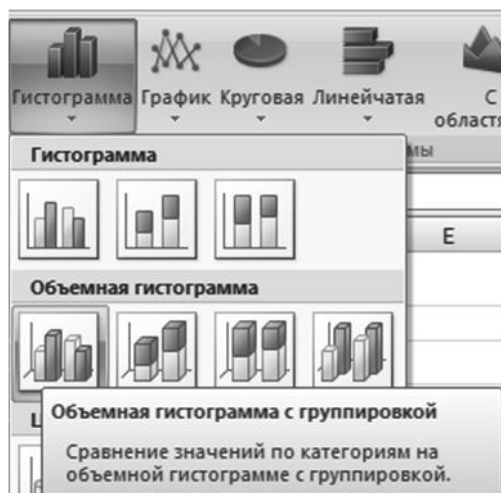 Гистограмма График Круговая Линейчатая С
област
мы
Гистограмма
E
Объемная гистограмма
Объемная гистограмма с группировкой
Сравнение значений по категориям на
объемной гистограмме с группировкой.